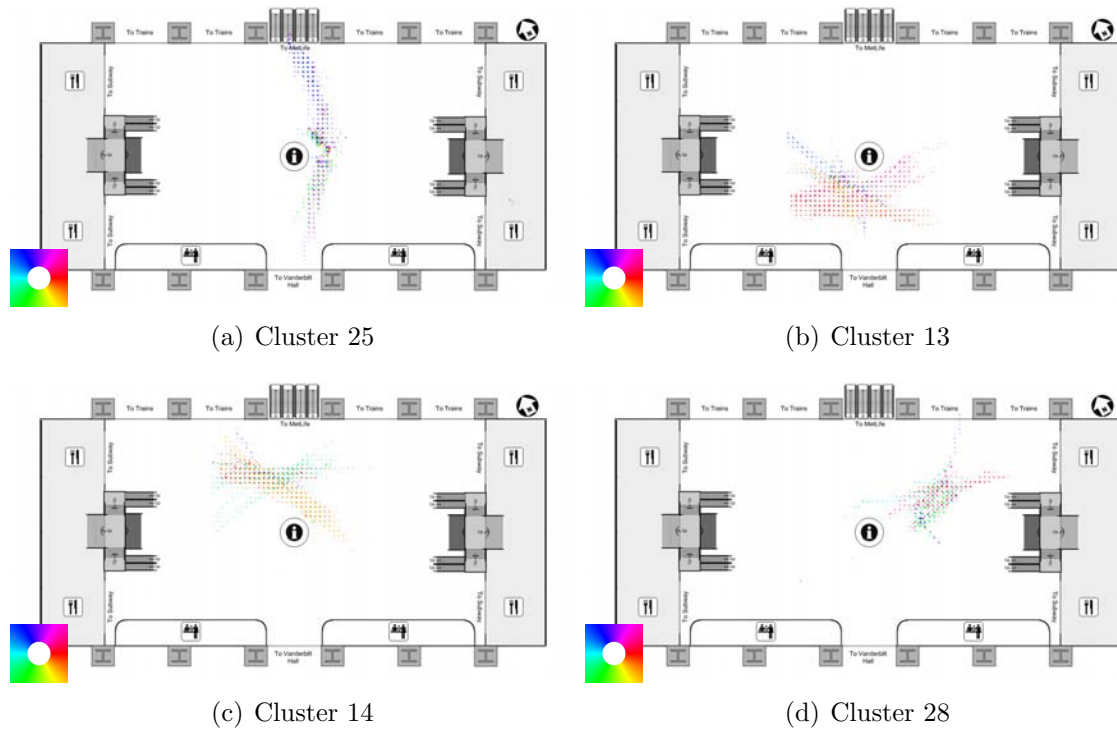 To Trains To Trains To Trains To Trains
To MetLife
To Subway To Subway
i
To Subway To Subway
To Vanderbilt
Hall
(a) Cluster 25
To Trains To Trains To Trains To Trains
To MetLife
To Subway To Subway
i
To Subway To Subway
To Vanderbilt
Hall
(b) Cluster 13
To Trains To Trains To Trains To Trains
To MetLife
To Subway To Subway
i
To Subway To Subway
To Vanderbilt
Hall
(c) Cluster 14
To Trains To Trains To Trains To Trains
To MetLife
To Subway To Subway
i
To Subway To Subway
To Vanderbilt
Hall
(d) Cluster 28